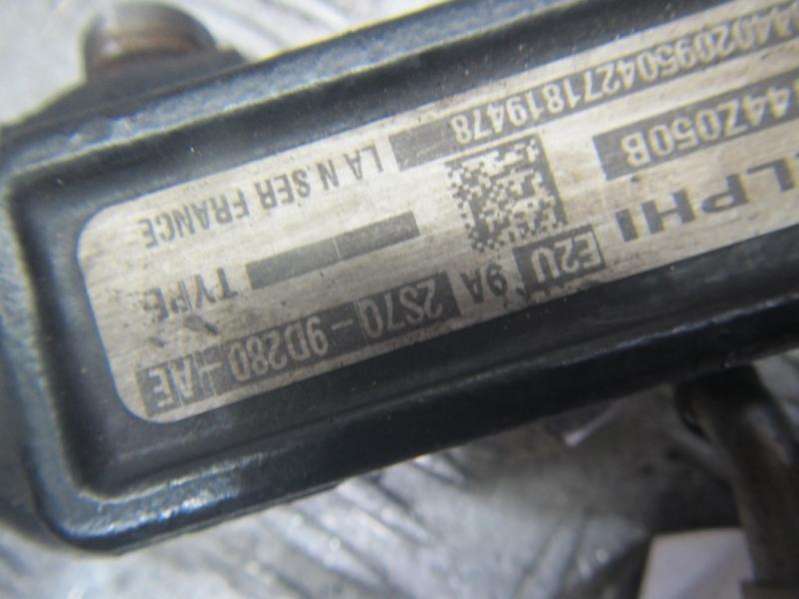 E2U 9A 2S70-9D280-AE
LPHI TYPE
44Z050B
440209504271819478 LA N SER FRANCE